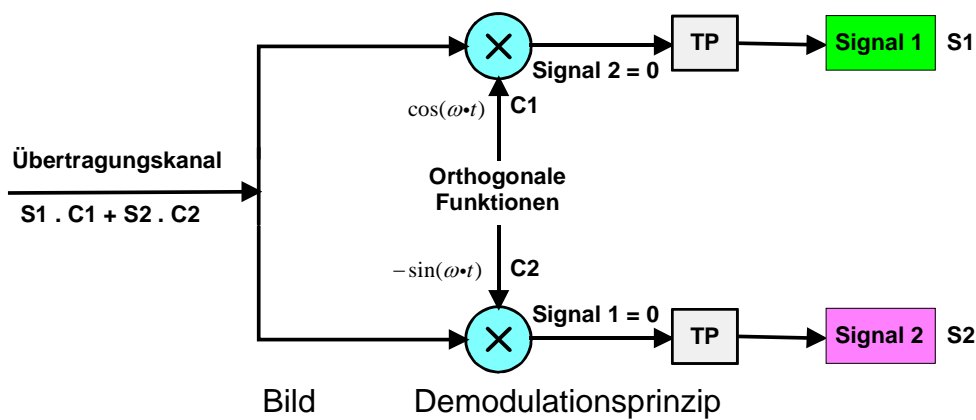 TP
Signal 1
S1
Signal 2 = 0
cos(ω•t)
C1
Übertragungskanal
S1 . C1 + S2 . C2
Orthogonale
Funktionen
−sin(ω•t)
C2
Signal 1 = 0
TP
Signal 2
S2
Bild Demodulationsprinzip